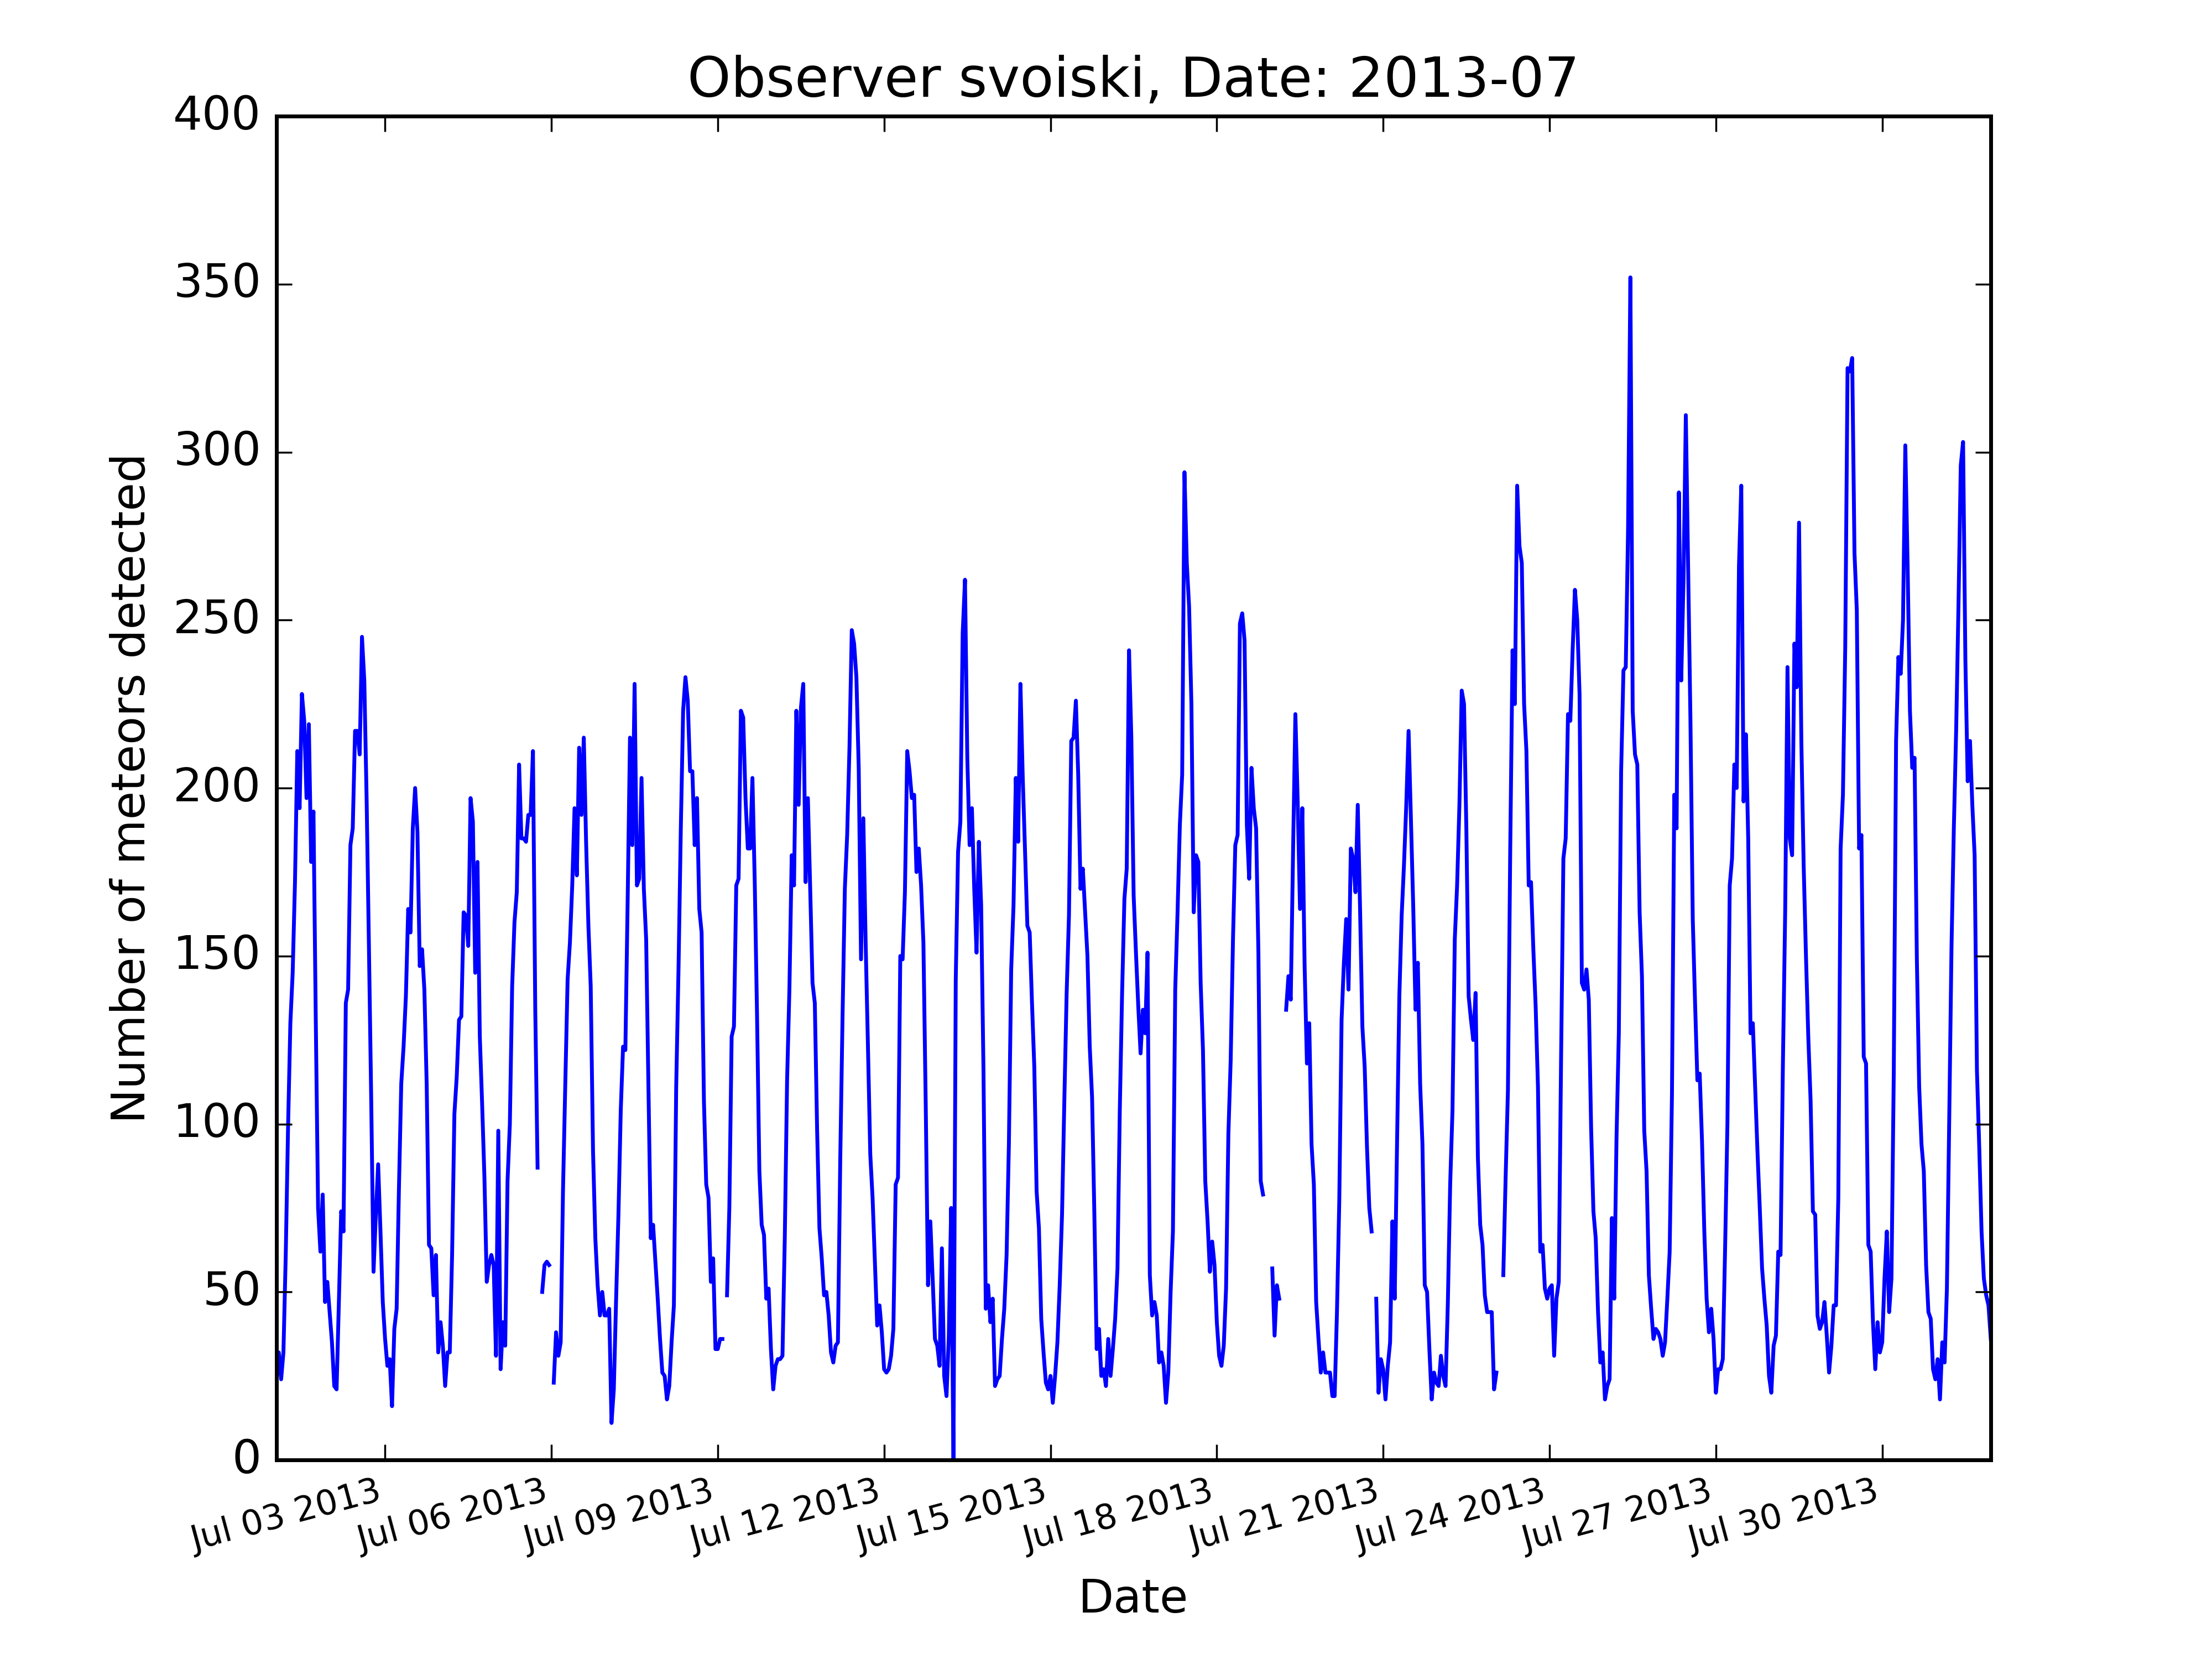 Observer svoiski, Date: 2013-07
400
350
300
250
200
150
100
50
0
Number of meteors detected
Jul 03 2013
Jul 06 2013
Jul 09 2013
Jul 12 2013
Jul 15 2013
Jul 18 2013
Jul 21 2013
Jul 24 2013
Jul 27 2013
Jul 30 2013
Date